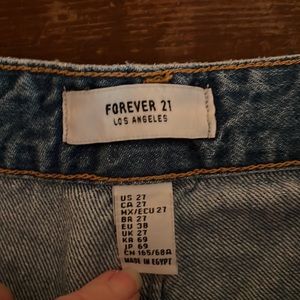 FOREVER 21
LOS ANGELES
US 27
CA 27
MX/ECU 27
BR 27
EU 38
UK 27
KR 69
JP 69
CH 165/68A
MADE IN EGYPT